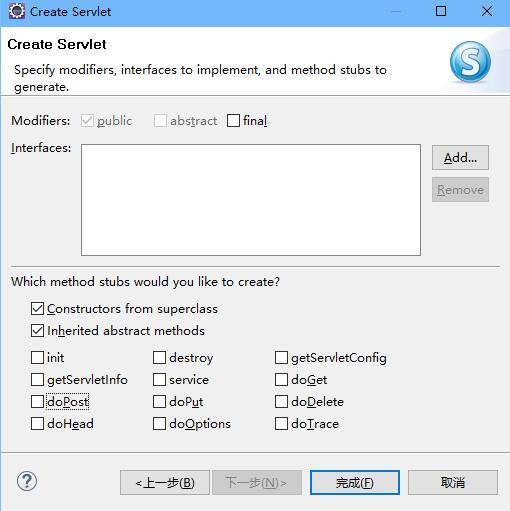 Create Servlet
Create Servlet
Specify modifiers, interfaces to implement, and method stubs to
generate.
Modifiers: public abstract final
Interfaces:
Add...
Remove
Which method stubs would you like to create?
Constructors from superclass
Inherited abstract methods
init destroy getServletConfig
getServletInfo service doGet
doPost doPut doDelete
doHead doOptions doTrace
<上一步(B) 下一步(N)> 完成(F) 取消